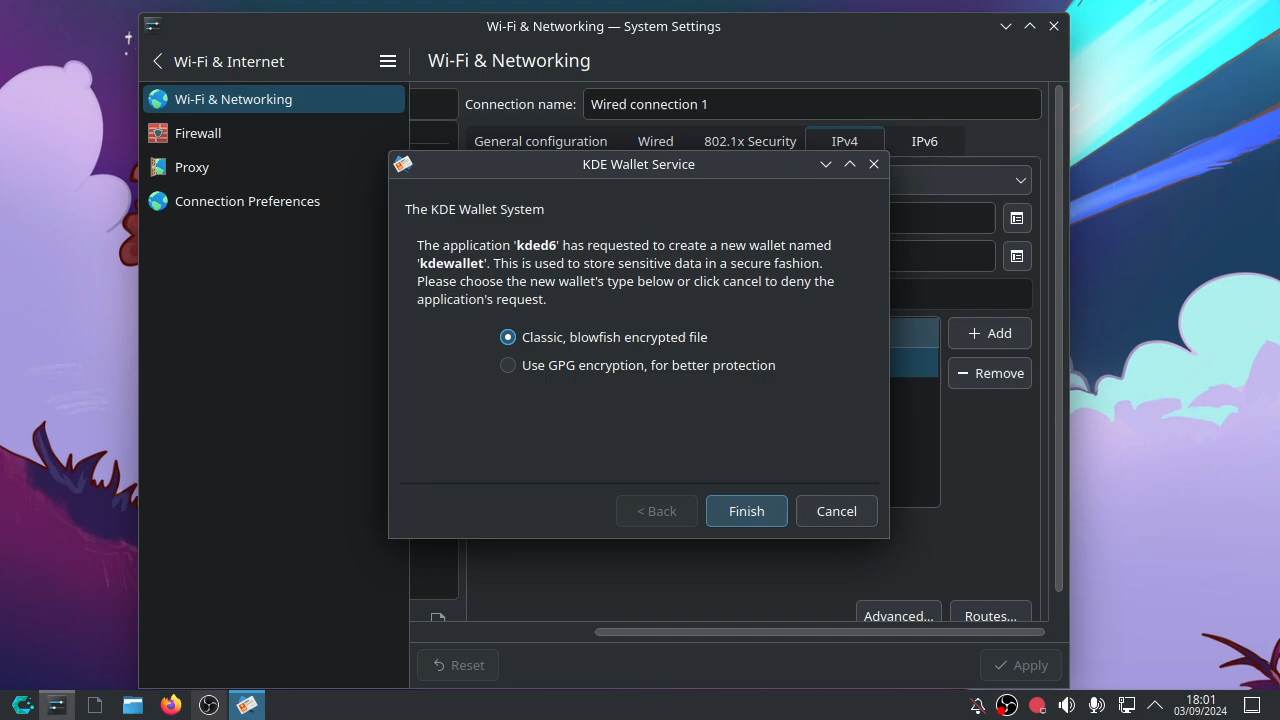 Wi-Fi & Networking — System Settings
Wi-Fi & Internet
Wi-Fi & Networking
Wi-Fi & Networking
Firewall
Proxy
Connection Preferences
Connection name:
Wired connection 1
General configuration
Wired
802.1x Security
IPv4
IPv6
KDE Wallet Service
The KDE Wallet System
The application 'kded6' has requested to create a new wallet named
'kdewallet'. This is used to store sensitive data in a secure fashion.
Please choose the new wallet's type below or click cancel to deny the
application's request.
Classic, blowfish encrypted file
Use GPG encryption, for better protection
< Back
Finish
Cancel
Add
Remove
Advanced...
Routes...
Reset
Apply
18:01
03/09/2024